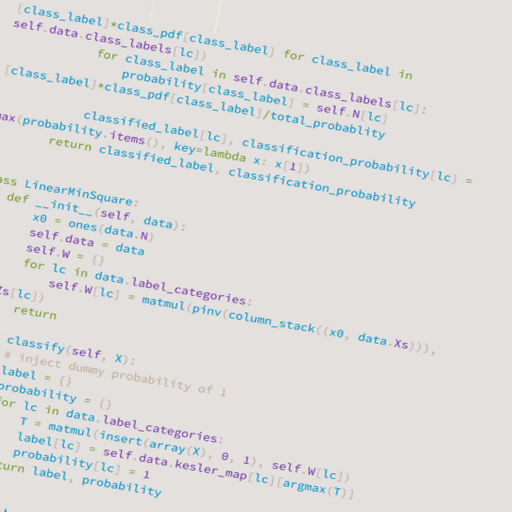 [class_label]*class_pdf[class_label] for class_label in
self.data.class_labels[lc])
for class_label in self.data.class_labels[lc]:
probability[class_label] = self.N[lc]
[class_label]*class_pdf[class_label]/total_probablity
classified_label[lc], classification_probability[lc] =
max(probability.items(), key=lambda x: x[1])
return classified_label, classification_probability
ass LinearMinSquare:
def __init__(self, data):
x0 = ones(data.N)
self.data = data
self.W = {}
for lc in data.label_categories:
self.W[lc] = matmul(pinv(column_stack((x0, data.Xs))),
s[lc])
return
classify(self, X):
# inject dummy probability of 1
label = {}
probability = {}
for lc in data.label_categories:
T = matmul(insert(array(X), 0, 1), self.W[lc])
label[lc] = self.data.kesler_map[lc][argmax(T)]
probability[lc] = 1
urn label, probability